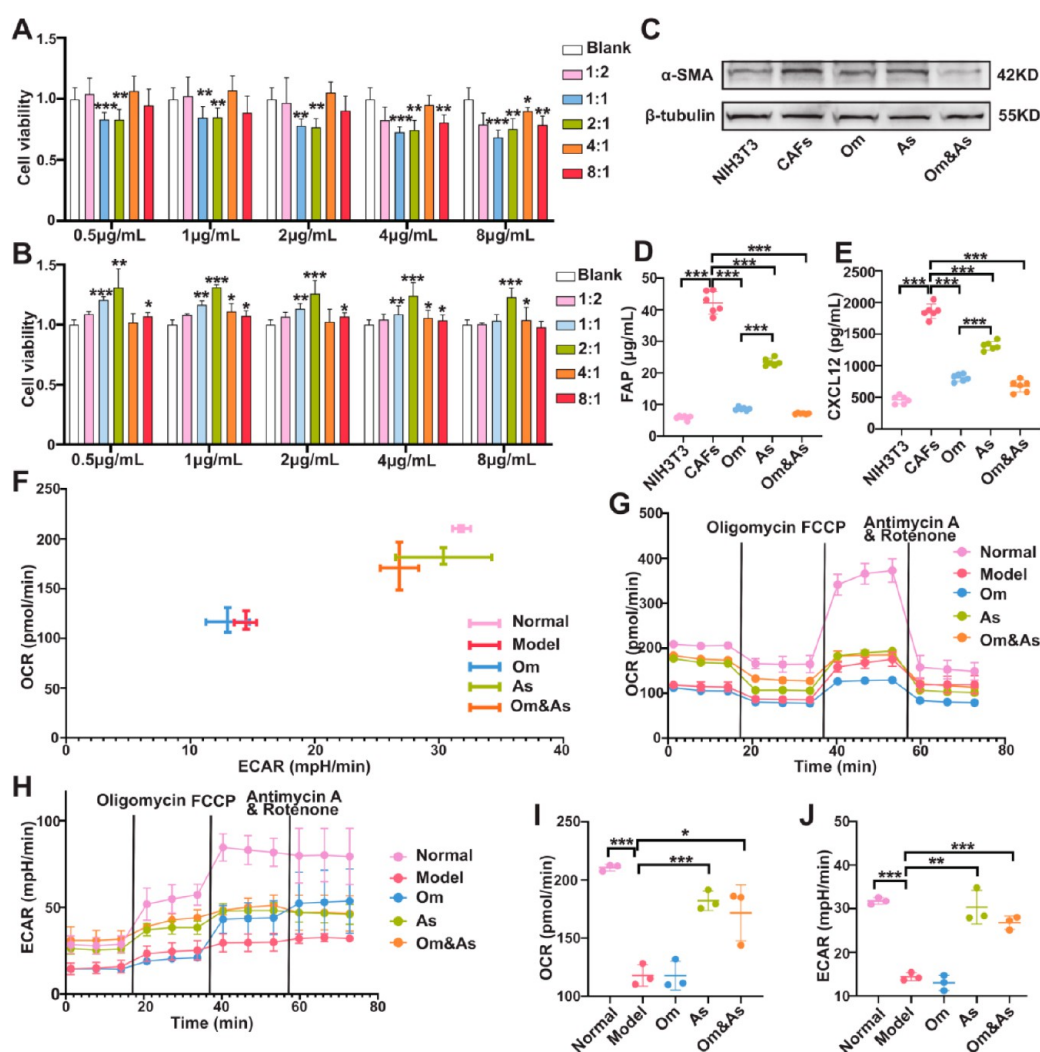 A
1.5
1.0
0.5
0
Cell viability
*** ** ** ** ** ** *** ** ** *** ** * **
0.5μg/mL 1μg/mL 2μg/mL 4μg/mL 8μg/mL
Blank
1:2
1:1
2:1
4:1
8:1
B
1.5
1.0
0.5
0
Cell viability
*** ** * ** *** * * ** *** * ** *** * * *** *
0.5μg/mL 1μg/mL 2μg/mL 4μg/mL 8μg/mL
Blank
1:2
1:1
2:1
4:1
8:1
C
α-SMA 42KD
β-tubulin 55KD
NIH3T3 CAFs Om As Om&As
D
FAP (μg/mL)
50
40
30
20
10
0
***
***
*** ***
***
NIH3T3 CAFs Om As Om&As
E
CXCL12 (pg/mL)
2500
2000
1500
1000
500
0
***
***
*** ***
***
NIH3T3 CAFs Om As Om&As
F
OCR (pmol/min)
250
200
150
100
50
0
0 10 20 30 40
ECAR (mpH/min)
Normal
Model
Om
As
Om&As
G
OCR (pmol/min)
500
400
300
200
100
0
Oligomycin FCCP Antimycin A
& Rotenone
0 20 40 60 80
Time (min)
Normal
Model
Om
As
Om&As
H
ECAR (mpH/min)
100
50
0
Oligomycin FCCP Antimycin A
& Rotenone
0 20 40 60 80
Time (min)
Normal
Model
Om
As
Om&As
I
OCR (pmol/min)
250
200
150
100
*
*** ***
Normal Model Om As Om&As
J
ECAR (mpH/min)
50
40
30
20
10
***
*** **
Normal Model Om As Om&As